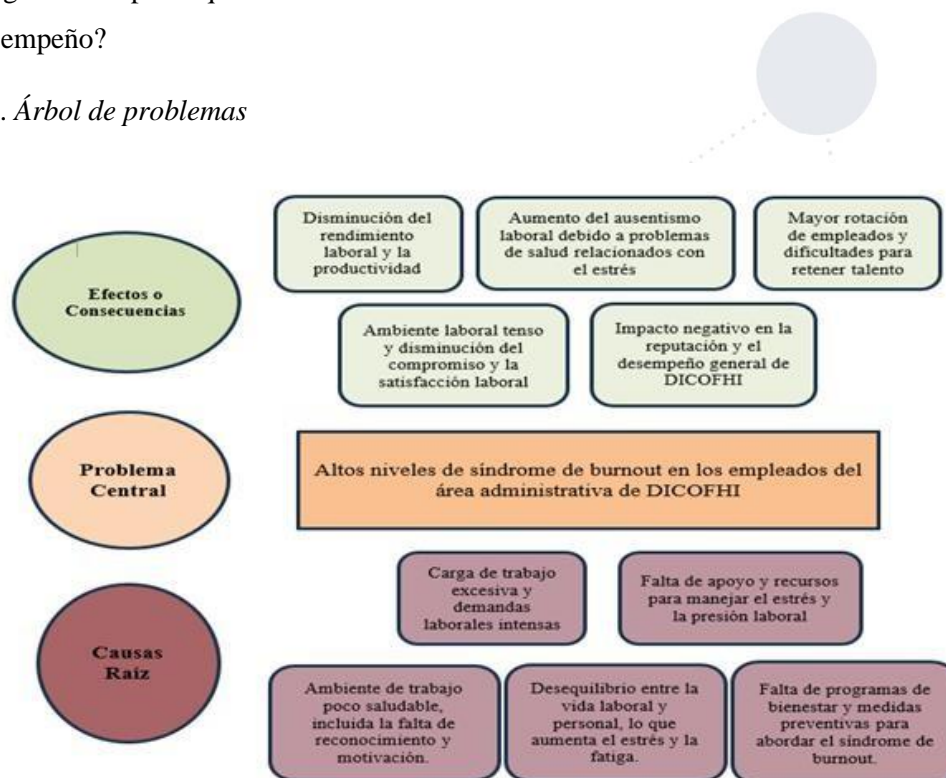 empeño?
. Árbol de problemas
Disminución del
rendimiento
laboral y la
productividad
Aumento del ausentismo
laboral debido a problemas
de salud relacionados con
el estrés
Mayor rotación
de empleados y
dificultades para
retener talento
Efectos o
Consecuencias
Ambiente laboral tenso
y disminución del
compromiso y la
satisfacción laboral
Impacto negativo en la
reputación y el
desempeño general de
DICOFHI
Problema
Central
Altos niveles de síndrome de burnout en los empleados del
área administrativa de DICOFHI
Carga de trabajo
excesiva y
demandas
laborales intensas
Falta de apoyo y recursos
para manejar el estrés y
la presión laboral
Causas
Raíz
Ambiente de trabajo
poco saludable,
incluida la falta de
reconocimiento y
motivación.
Desequilibrio entre la
vida laboral y
personal, lo que
aumenta el estrés y la
fatiga.
Falta de programas de
bienestar y medidas
preventivas para
abordar el síndrome de
burnout.